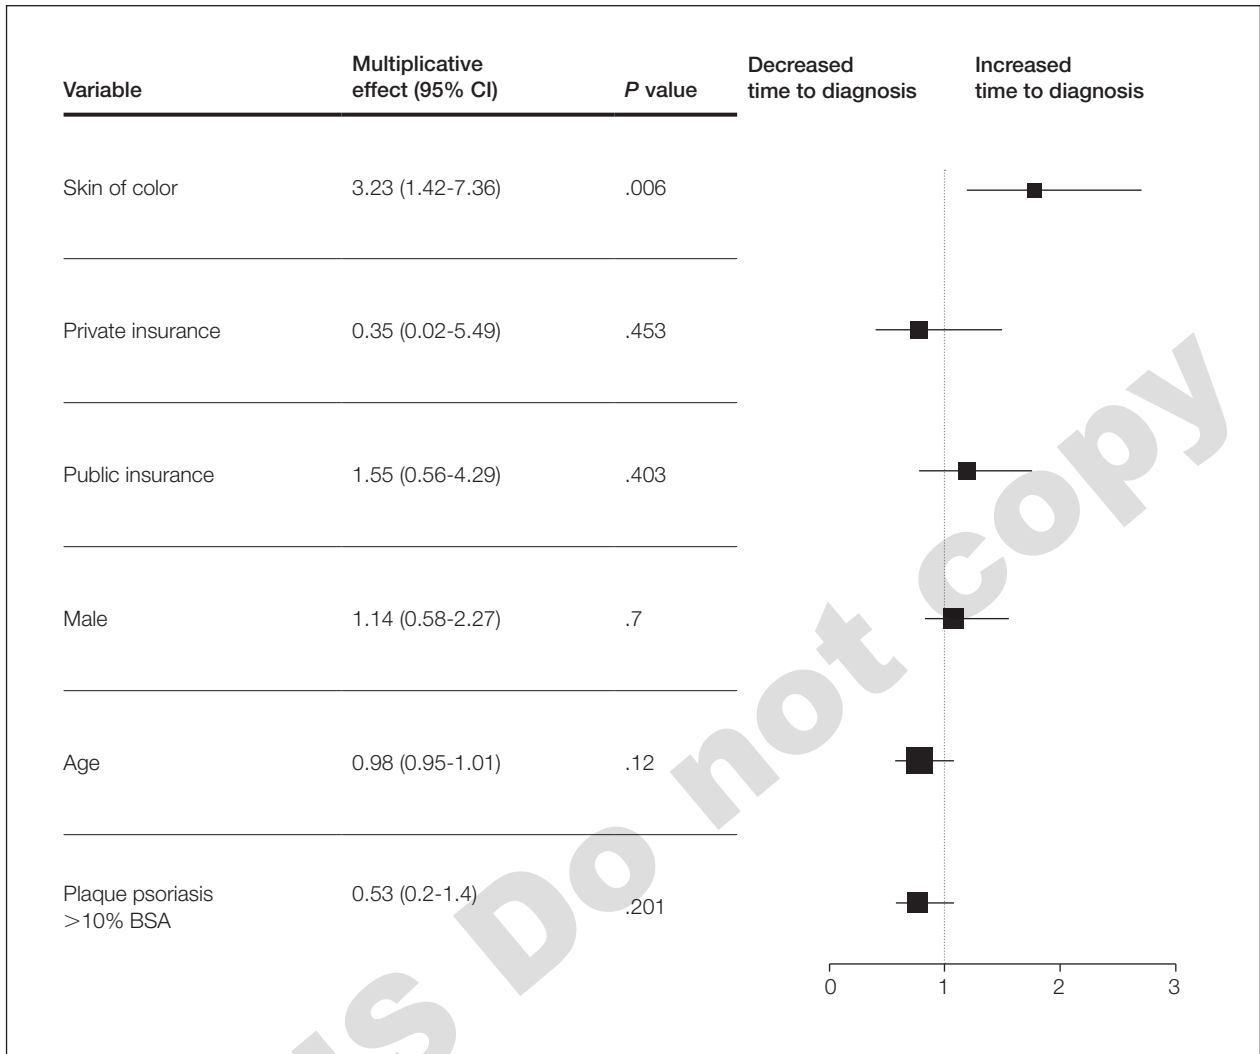 Variable
Multiplicative
effect (95% CI)
P value
Decreased
time to diagnosis
Increased
time to diagnosis
Skin of color
3.23 (1.42-7.36)
.006
Private insurance
0.35 (0.02-5.49)
.453
Public insurance
1.55 (0.56-4.29)
.403
Male
1.14 (0.58-2.27)
.7
Age
0.98 (0.95-1.01)
.12
Plaque psoriasis
>10% BSA
0.53 (0.2-1.4)
.201
0 1 2 3
Do not copy